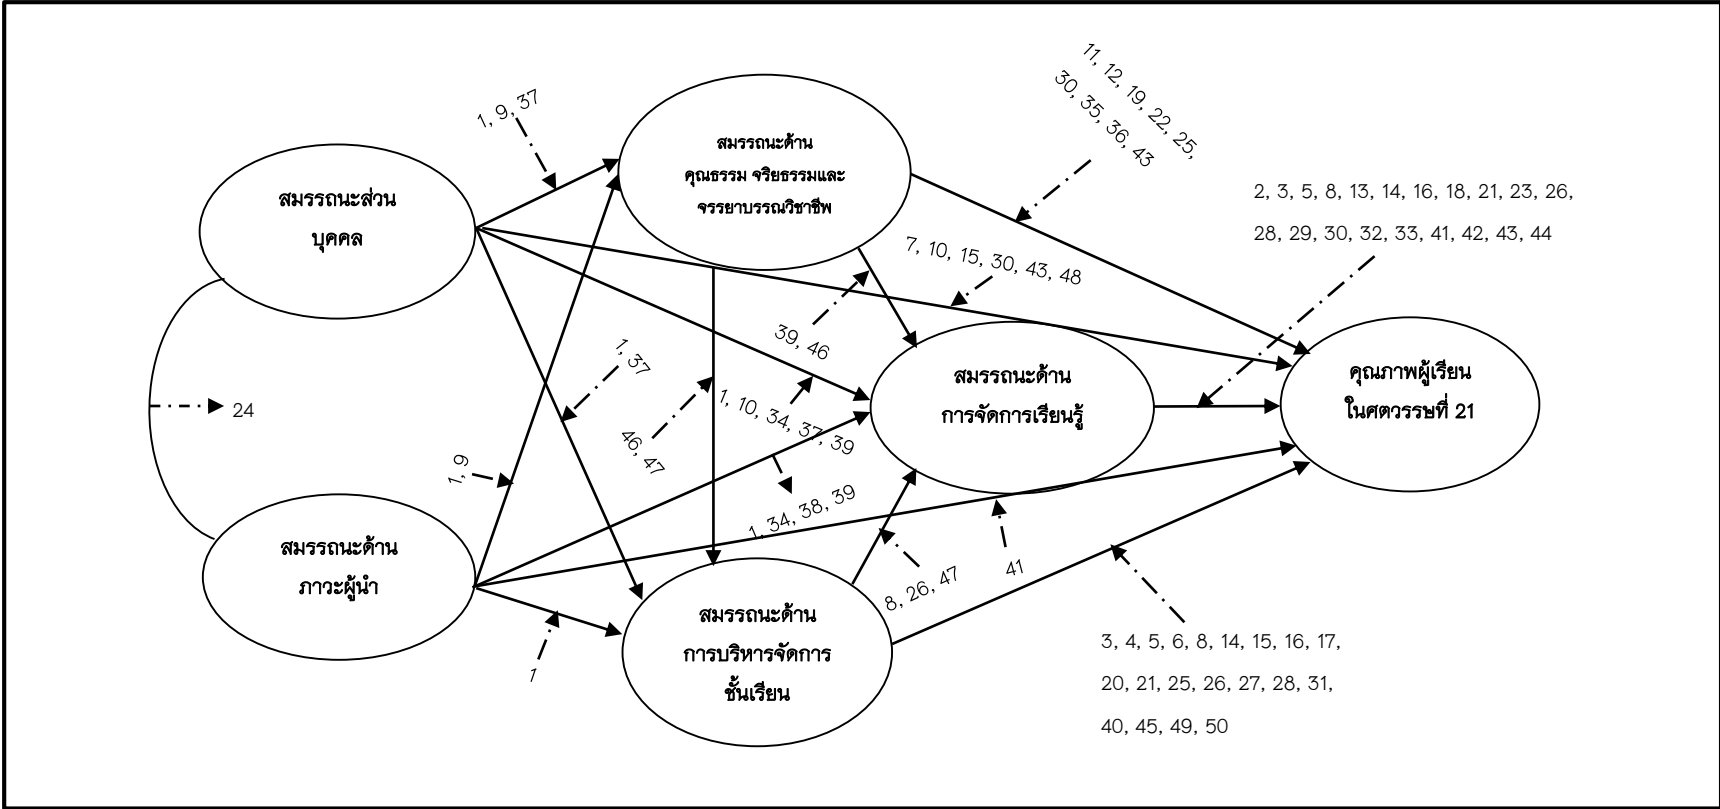 11, 12, 19, 22, 25,
30, 35, 36, 43
1, 9, 37
สมรรถนะด้าน
คุณธรรม จริยธรรมและ
จรรยาบรรณวิชาชีพ
สมรรถนะส่วน
บุคคล
2, 3, 5, 8, 13, 14, 16, 18, 21, 23, 26,
28, 29, 30, 32, 33, 41, 42, 43, 44
7, 10, 15, 30, 43, 48
39, 46
1, 37
สมรรถนะด้าน
การจัดการเรียนรู้
คุณภาพผู้เรียน
ในศตวรรษที่ 21
24
1, 10, 34, 37, 39
46, 47
1, 9
1, 34, 38, 39
สมรรถนะด้าน
ภาวะผู้นำ
8, 26, 47
41
1
สมรรถนะด้าน
การบริหารจัดการ
ชั้นเรียน
3, 4, 5, 6, 8, 14, 15, 16, 17,
20, 21, 25, 26, 27, 28, 31,
40, 45, 49, 50